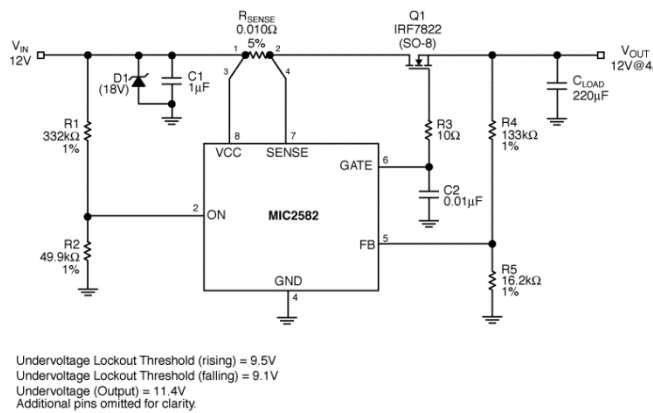 RSENSE
0.010Ω
5%
Q1
IRF7822
(SO-8)
VIN
12V
1
2
3
4
VOUT
12V@4
D1
(18V)
C1
1µF
CLOAD
220µF
R1
332kΩ
1%
R3
10Ω
R4
133kΩ
1%
8
7
VCC
SENSE
GATE
6
C2
0.01µF
2
ON
MIC2582
FB
5
R2
49.9kΩ
1%
GND
4
R5
16.2kΩ
1%
Undervoltage Lockout Threshold (rising) = 9.5V
Undervoltage Lockout Threshold (falling) = 9.1V
Undervoltage (Output) = 11.4V
Additional pins omitted for clarity.